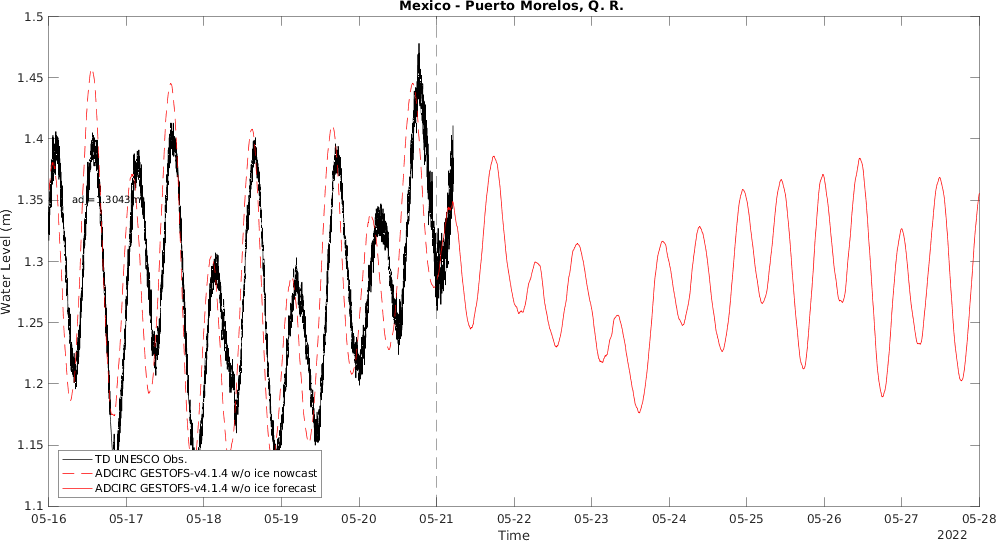 Mexico - Puerto Morelos, Q. R.
Water Level (m)
1.5
1.45
1.4
1.35
1.3
1.25
1.2
1.15
1.1
TD UNESCO Obs.
ADCIRC GESTOFS-v4.1.4 w/o ice nowcast
ADCIRC GESTOFS-v4.1.4 w/o ice forecast
05-16 05-17 05-18 05-19 05-20 05-21 05-22 05-23 05-24 05-25 05-26 05-27 05-28
Time
2022